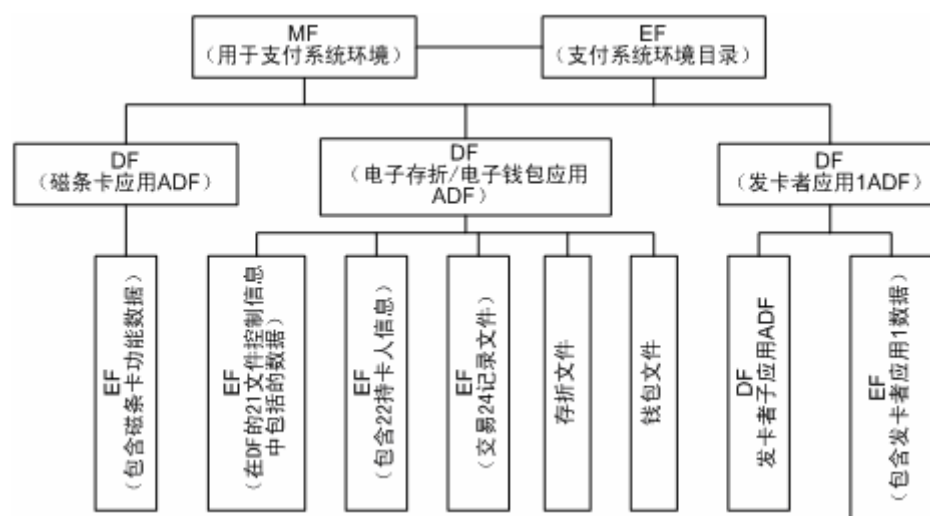 MF
（用于支付系统环境）
EF
（支付系统环境目录）
DF
（磁条卡应用ADF）
DF
（电子存折/电子钱包应用
ADF）
DF
（发卡者应用1ADF）
EF
（包含磁条卡功能数据）
EF
（在DF的21文件控制信息
中包括的数据）
EF
（包含22持卡人信息）
EF
（交易24记录文件）
存折文件
钱包文件
DF
发卡者子应用ADF
EF
（包含发卡者应用1数据）